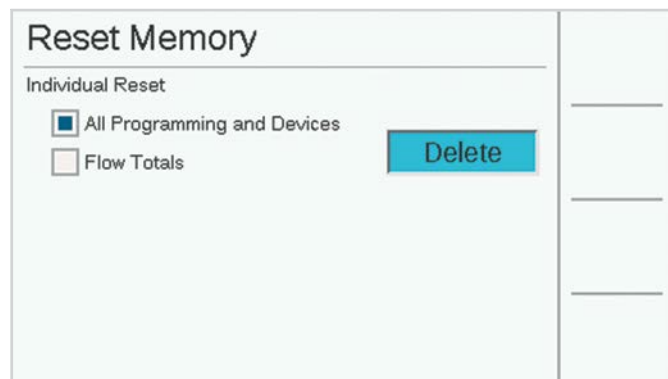 Reset Memory
Individual Reset
All Programming and Devices
Delete
Flow Totals